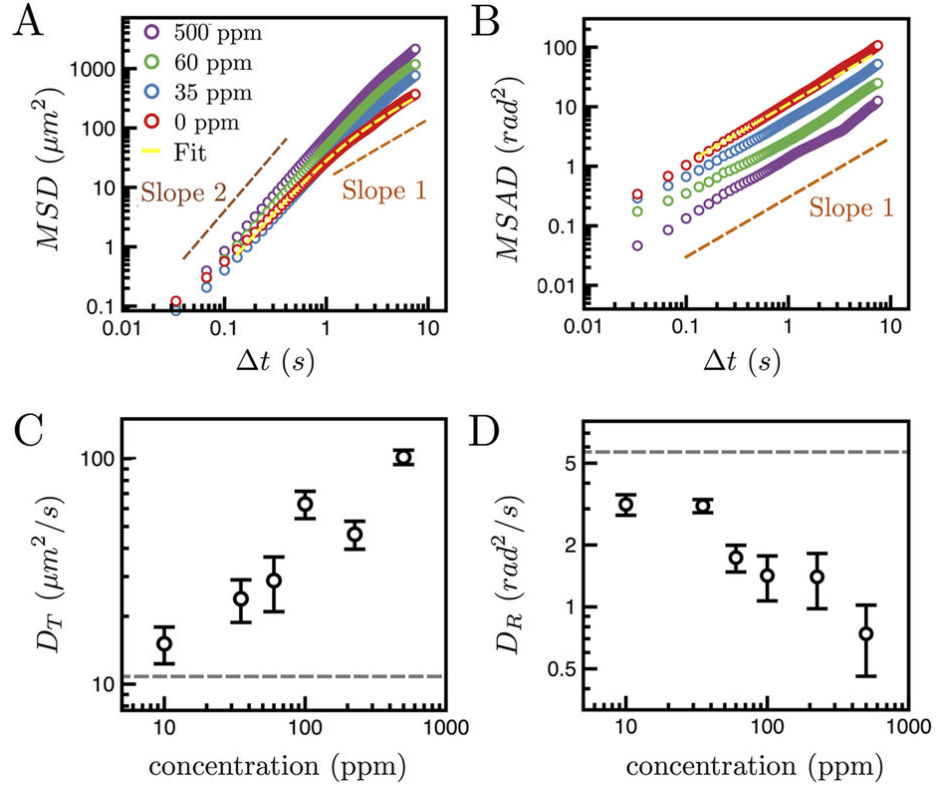 A
MSD (μm²)
1000
100
10
1
0.1
500 ppm
60 ppm
35 ppm
0 ppm
Fit
Slope 2
Slope 1
0.01
0.1
1
10
Δt (s)
B
MSAD (rad²)
100
10
1
0.1
0.01
Slope 1
0.01
0.1
1
10
Δt (s)
C
D_T (μm²/s)
100
10
10
100
1000
concentration (ppm)
D
D_R (rad²/s)
5
2
1
0.5
10
100
1000
concentration (ppm)